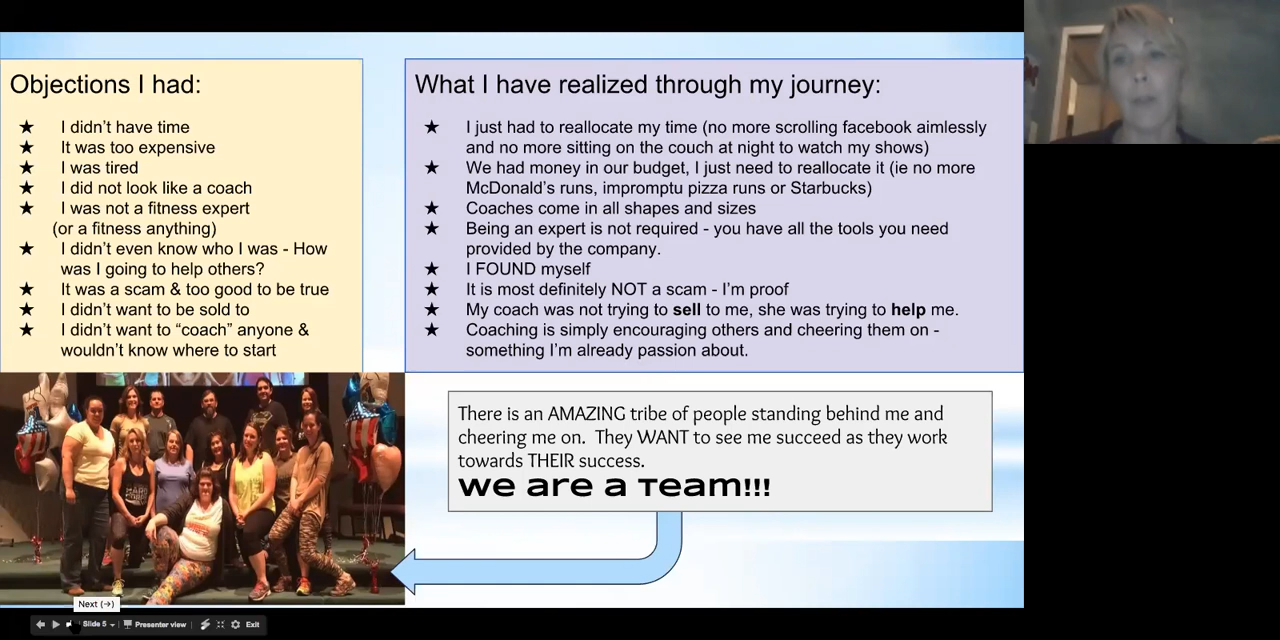 Objections I had:
★ I didn't have time
★ It was too expensive
★ I was tired
★ I did not look like a coach
★ I was not a fitness expert
(or a fitness anything)
★ I didn't even know who I was - How
was I going to help others?
★ It was a scam & too good to be true
★ I didn't want to be sold to
★ I didn't want to “coach” anyone &
wouldn't know where to start
What I have realized through my journey:
★ I just had to reallocate my time (no more scrolling facebook aimlessly
and no more sitting on the couch at night to watch my shows)
★ We had money in our budget, I just need to reallocate it (ie no more
McDonald's runs, impromptu pizza runs or Starbucks)
★ Coaches come in all shapes and sizes
★ Being an expert is not required - you have all the tools you need
provided by the company.
★ I FOUND myself
★ It is most definitely NOT a scam - I'm proof
★ My coach was not trying to sell to me, she was trying to help me.
★ Coaching is simply encouraging others and cheering them on -
something I'm already passion about.
There is an AMAZING tribe of people standing behind me and
cheering me on. They WANT to see me succeed as they work
towards THEIR success.
we are a Team!!!
Next (→)
Slide 5 Presenter view Exit